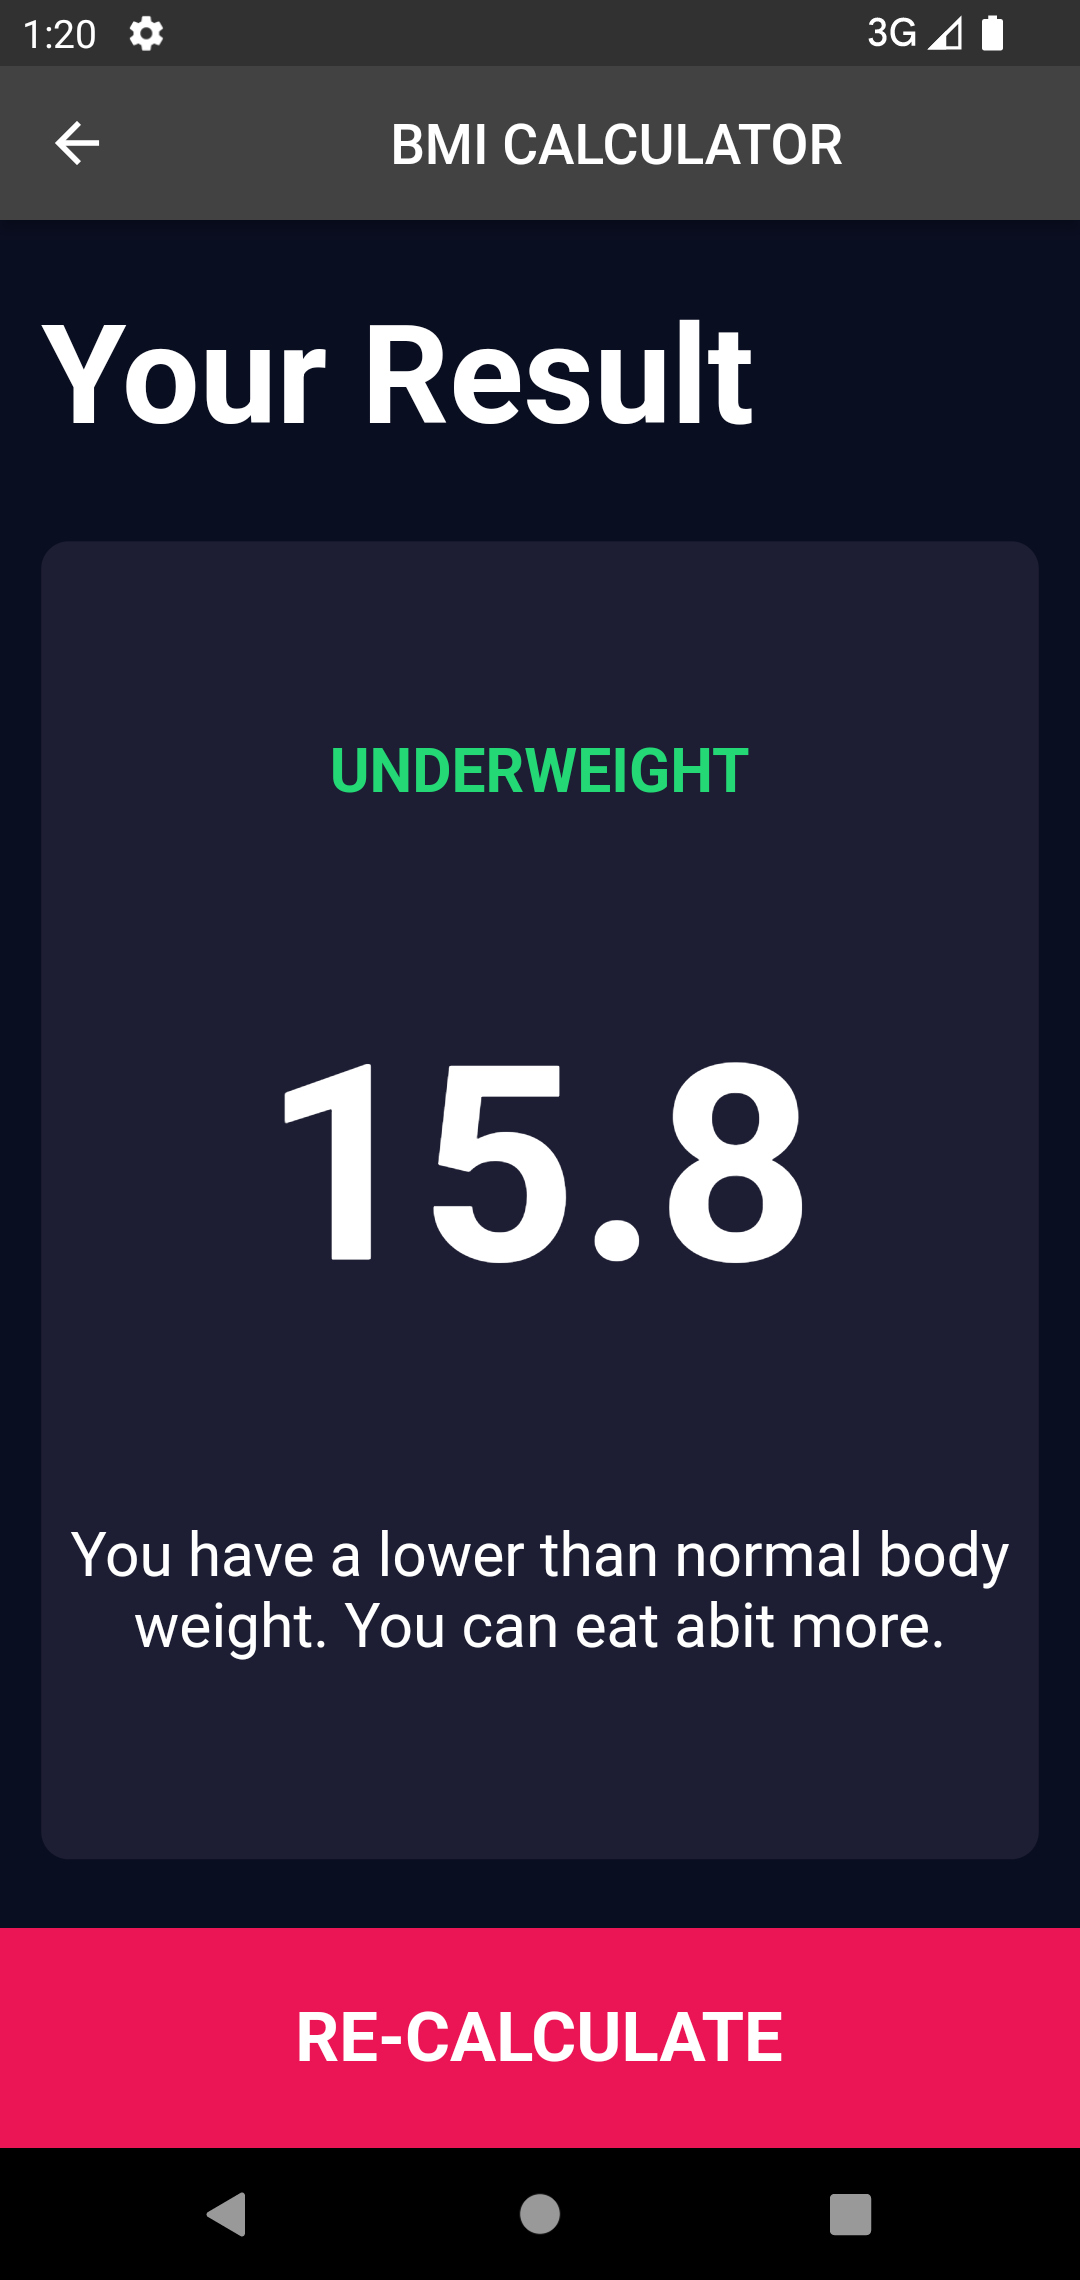 1:20 3G
BMI CALCULATOR
Your Result
UNDERWEIGHT
15.8
You have a lower than normal body
weight. You can eat abit more.
RE-CALCULATE